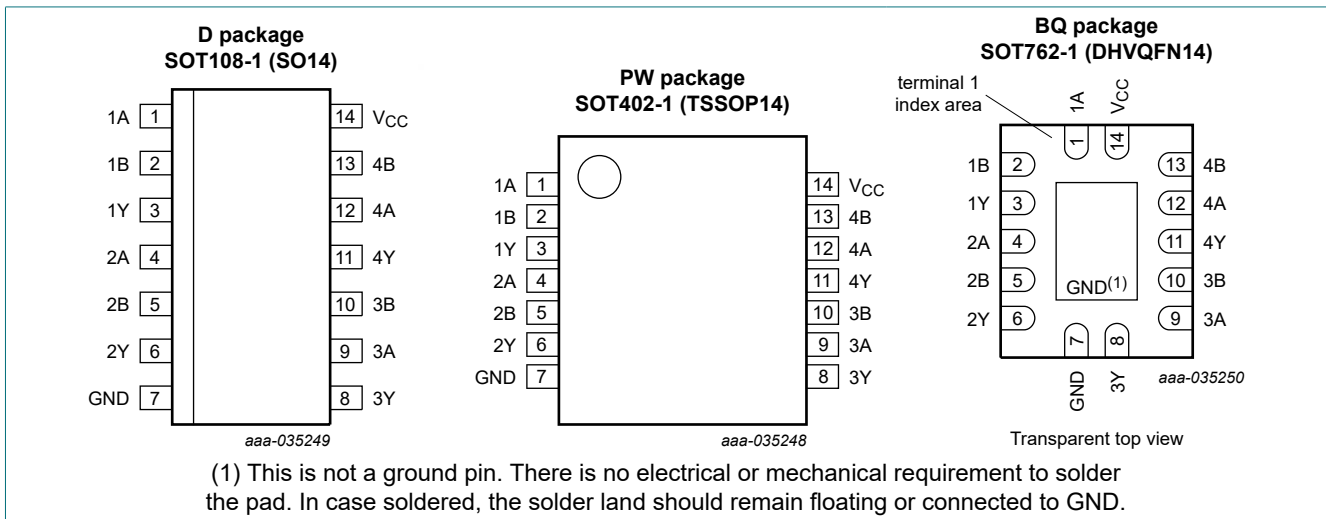 D package
SOT108-1 (SO14)
1A 1
1B 2
1Y 3
2A 4
2B 5
2Y 6
GND 7
14 VCC
13 4B
12 4A
11 4Y
10 3B
9 3A
8 3Y
aaa-035249
PW package
SOT402-1 (TSSOP14)
1A 1
1B 2
1Y 3
2A 4
2B 5
2Y 6
GND 7
14 VCC
13 4B
12 4A
11 4Y
10 3B
9 3A
8 3Y
aaa-035248
BQ package
SOT762-1 (DHVQFN14)
terminal 1
index area
1A
VCC
1
14
1B 2
1Y 3
2A 4
2B 5
2Y 6
13 4B
12 4A
11 4Y
10 3B
9 3A
GND(1)
7
8
GND
3Y
aaa-035250
Transparent top view
(1) This is not a ground pin. There is no electrical or mechanical requirement to solder
the pad. In case soldered, the solder land should remain floating or connected to GND.